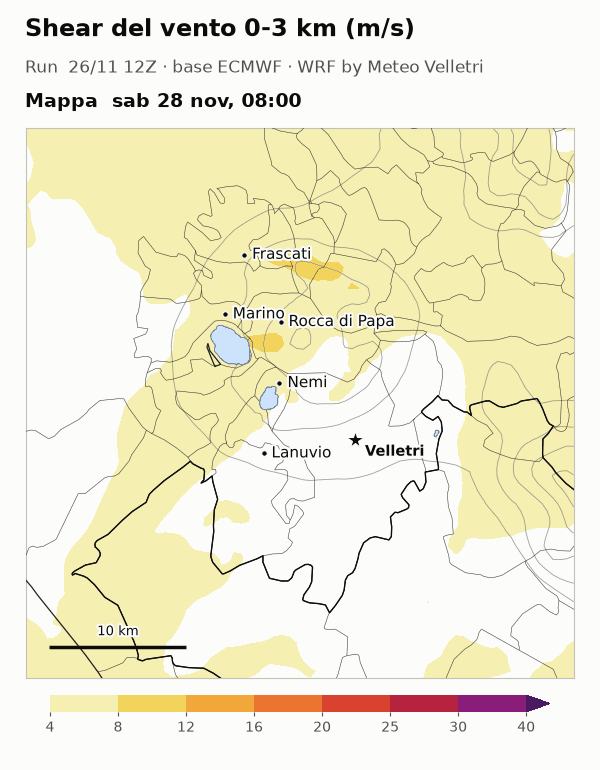 Shear del vento 0-3 km (m/s)
Run  26/11 12Z · base ECMWF · WRF by Meteo Velletri
Mappa  sab 28 nov, 08:00
Frascati
Marino
Rocca di Papa
Nemi
Velletri
Lanuvio
10 km
4 8 12 16 20 25 30 40